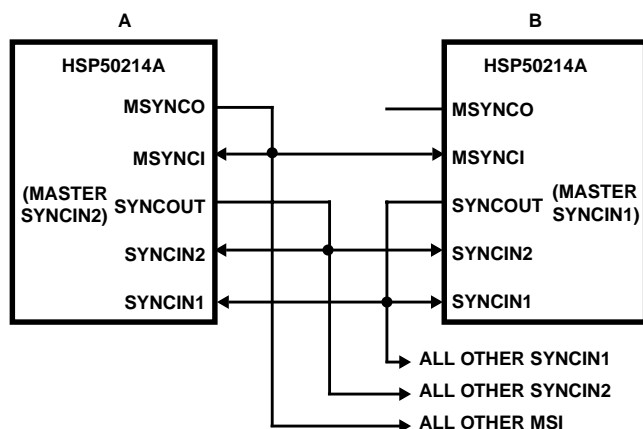 A
B
HSP50214A
HSP50214A
MSYNCO
MSYNCO
MSYNCI
MSYNCI
(MASTER
SYNCIN2)
SYNCOUT
SYNCOUT
(MASTER
SYNCIN1)
SYNCIN2
SYNCIN2
SYNCIN1
SYNCIN1
ALL OTHER SYNCIN1
ALL OTHER SYNCIN2
ALL OTHER MSI